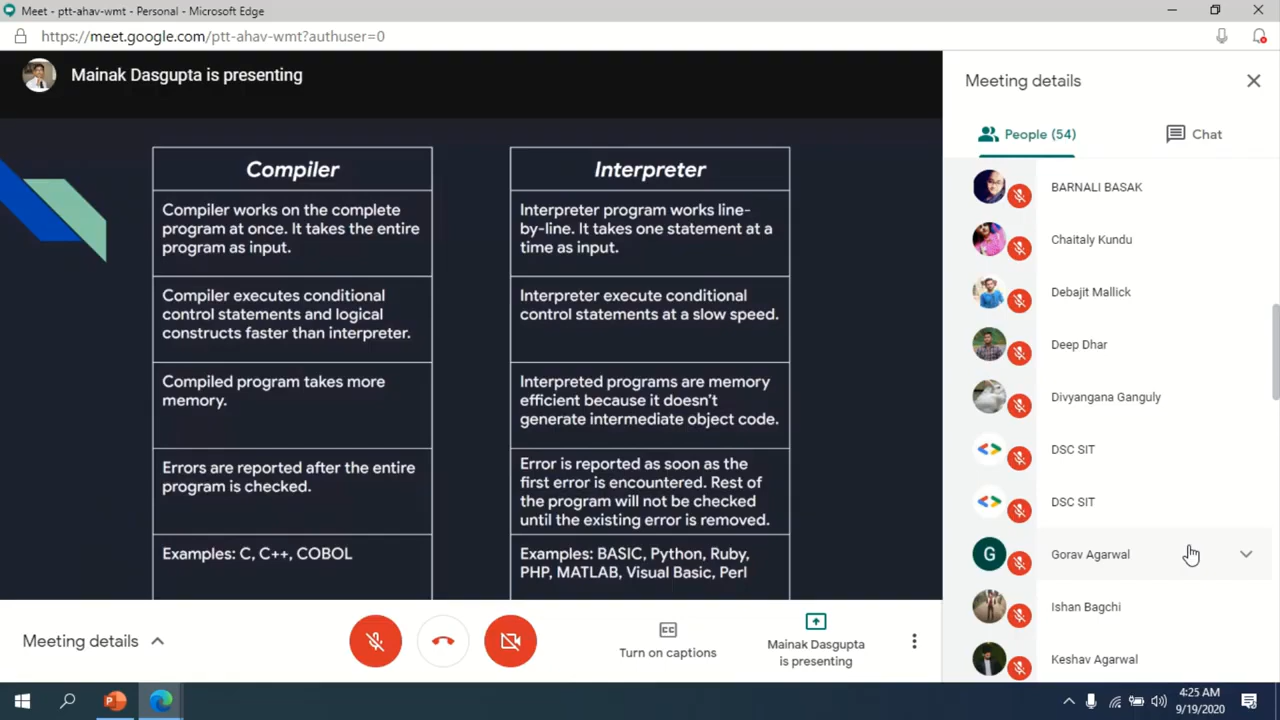 Meet - ptt-ahav-wmt - Personal - Microsoft Edge
https://meet.google.com/ptt-ahav-wmt?authuser=0
Mainak Dasgupta is presenting
Compiler
Compiler works on the complete
program at once. It takes the entire
program as input.
Compiler executes conditional
control statements and logical
constructs faster than interpreter.
Compiled program takes more
memory.
Errors are reported after the entire
program is checked.
Examples: C, C++, COBOL
Interpreter
Interpreter program works line-
by-line. It takes one statement at a
time as input.
Interpreter execute conditional
control statements at a slow speed.
Interpreted programs are memory
efficient because it doesn't
generate intermediate object code.
Error is reported as soon as the
first error is encountered. Rest of
the program will not be checked
until the existing error is removed.
Examples: BASIC, Python, Ruby,
PHP, MATLAB, Visual Basic, Perl
Meeting details
People (54)
Chat
BARNALI BASAK
Chaitaly Kundu
Debajit Mallick
Deep Dhar
Divyangana Ganguly
DSC SIT
DSC SIT
G
Gorav Agarwal
Ishan Bagchi
Keshav Agarwal
Meeting details
CC
Turn on captions
Mainak Dasgupta
is presenting
4:25 AM
9/19/2020